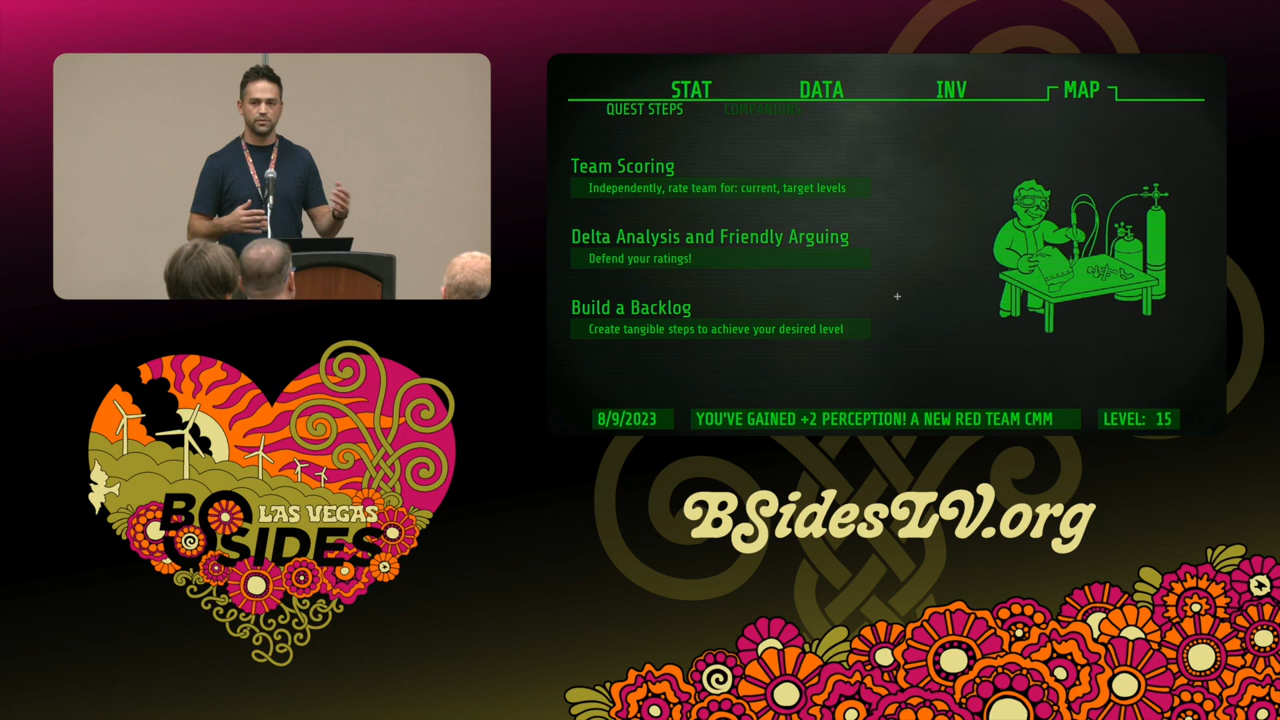 STAT DATA INV MAP
QUEST STEPS COMPANIONS
Team Scoring
Independently, rate team for: current, target levels
Delta Analysis and Friendly Arguing
Defend your ratings!
Build a Backlog
Create tangible steps to achieve your desired level
8/9/2023 YOU'VE GAINED +2 PERCEPTION! A NEW RED TEAM CMM LEVEL: 15
LAS VEGAS
BSIDES
23
BSidesLV.org